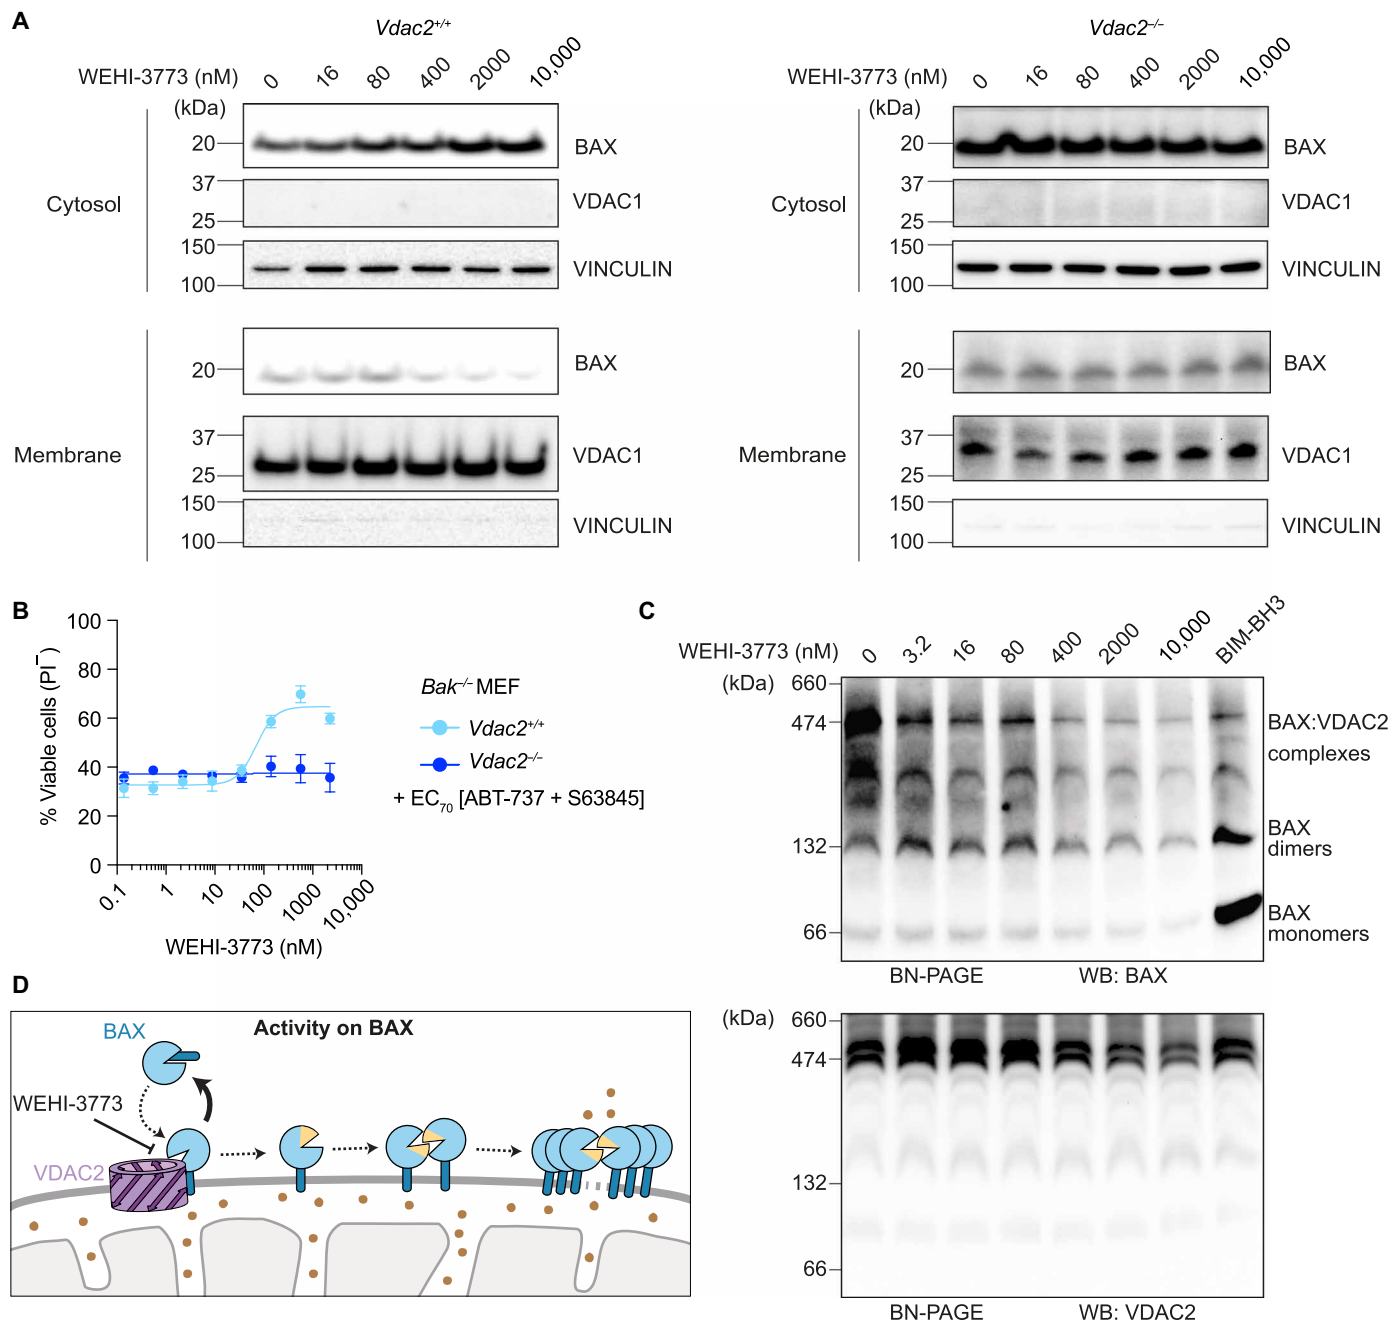 A
Vdac2+/+
WEHI-3773 (nM) 0 16 80 400 2000 10,000
(kDa)
Cytosol
20 BAX
37
25 VDAC1
150
100 VINCULIN
Membrane
20 BAX
37
25 VDAC1
150
100 VINCULIN
Vdac2–/–
WEHI-3773 (nM) 0 16 80 400 2000 10,000
(kDa)
Cytosol
20 BAX
37
25 VDAC1
150
100 VINCULIN
Membrane
20 BAX
37
25 VDAC1
150
100 VINCULIN
B
% Viable cells (PI–)
100
80
60
40
20
0
0.1 1 10 100 1000 10,000
WEHI-3773 (nM)
Bak–/– MEF
Vdac2+/+
Vdac2–/–
+ EC70 [ABT-737 + S63845]
C
WEHI-3773 (nM) 0 3.2 16 80 400 2000 10,000 BIM-BH3
(kDa)
660
474
132
66
BAX:VDAC2
complexes
BAX
dimers
BAX
monomers
BN-PAGE WB: BAX
(kDa)
660
474
132
66
BN-PAGE WB: VDAC2
D
Activity on BAX
BAX
WEHI-3773
VDAC2